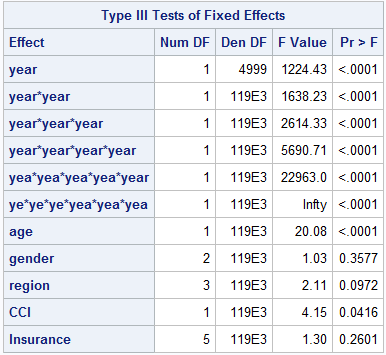 Type III Tests of Fixed Effects
Effect Num DF Den DF F Value Pr > F
year 1 4999 1224.43 <.0001
year*year 1 119E3 1638.23 <.0001
year*year*year 1 119E3 2614.33 <.0001
year*year*year*year 1 119E3 5690.71 <.0001
yea*yea*yea*yea*year 1 119E3 22963.0 <.0001
ye*ye*ye*yea*yea*yea 1 119E3 Infty <.0001
age 1 119E3 20.08 <.0001
gender 2 119E3 1.03 0.3577
region 3 119E3 2.11 0.0972
CCI 1 119E3 4.15 0.0416
Insurance 5 119E3 1.30 0.2601